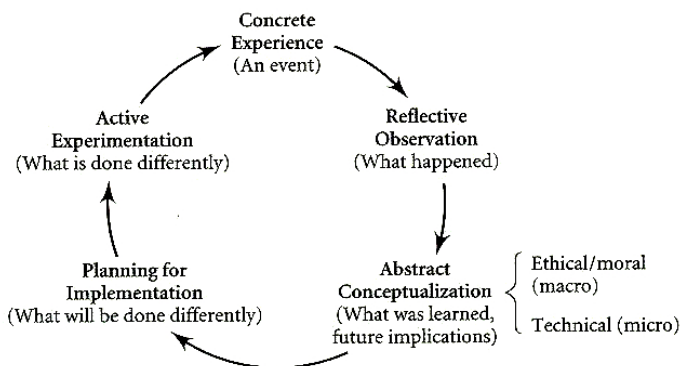 Concrete
Experience
(An event)
Reflective
Observation
(What happened)
Abstract
Conceptualization
(What was learned,
future implications)
Ethical/moral
(macro)
Technical (micro)
Planning for
Implementation
(What will be done differently)
Active
Experimentation
(What is done differently)